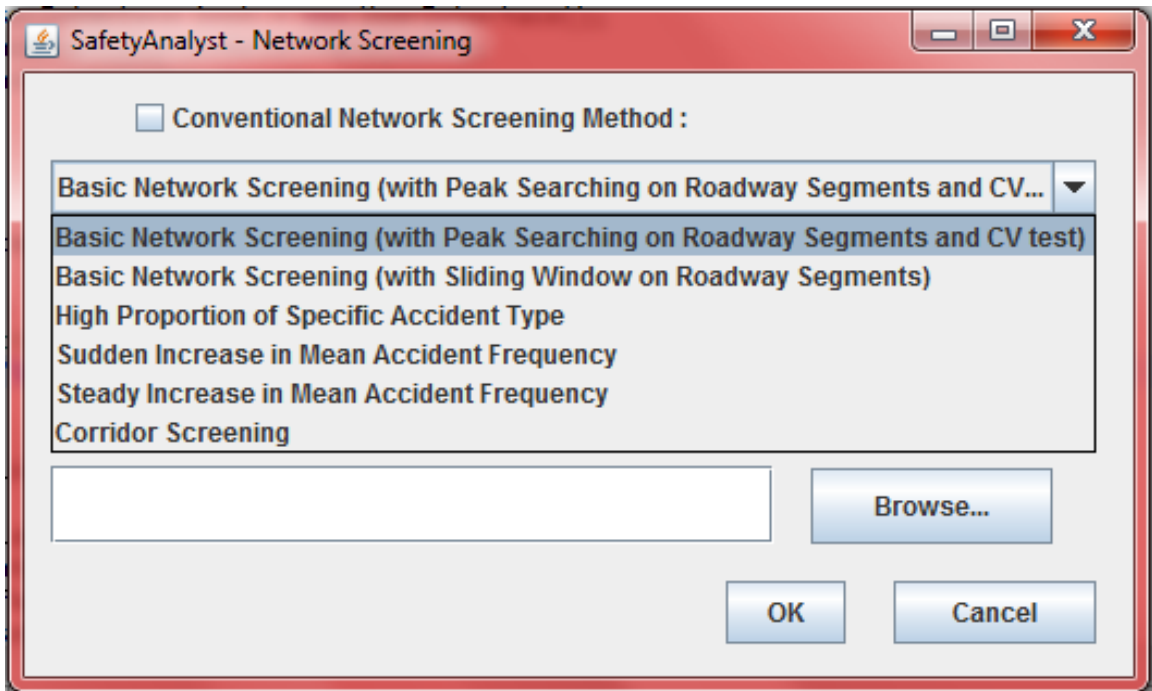 SafetyAnalyst - Network Screening
Conventional Network Screening Method :
Basic Network Screening (with Peak Searching on Roadway Segments and CV...
Basic Network Screening (with Peak Searching on Roadway Segments and CV test)
Basic Network Screening (with Sliding Window on Roadway Segments)
High Proportion of Specific Accident Type
Sudden Increase in Mean Accident Frequency
Steady Increase in Mean Accident Frequency
Corridor Screening
Browse...
OK Cancel